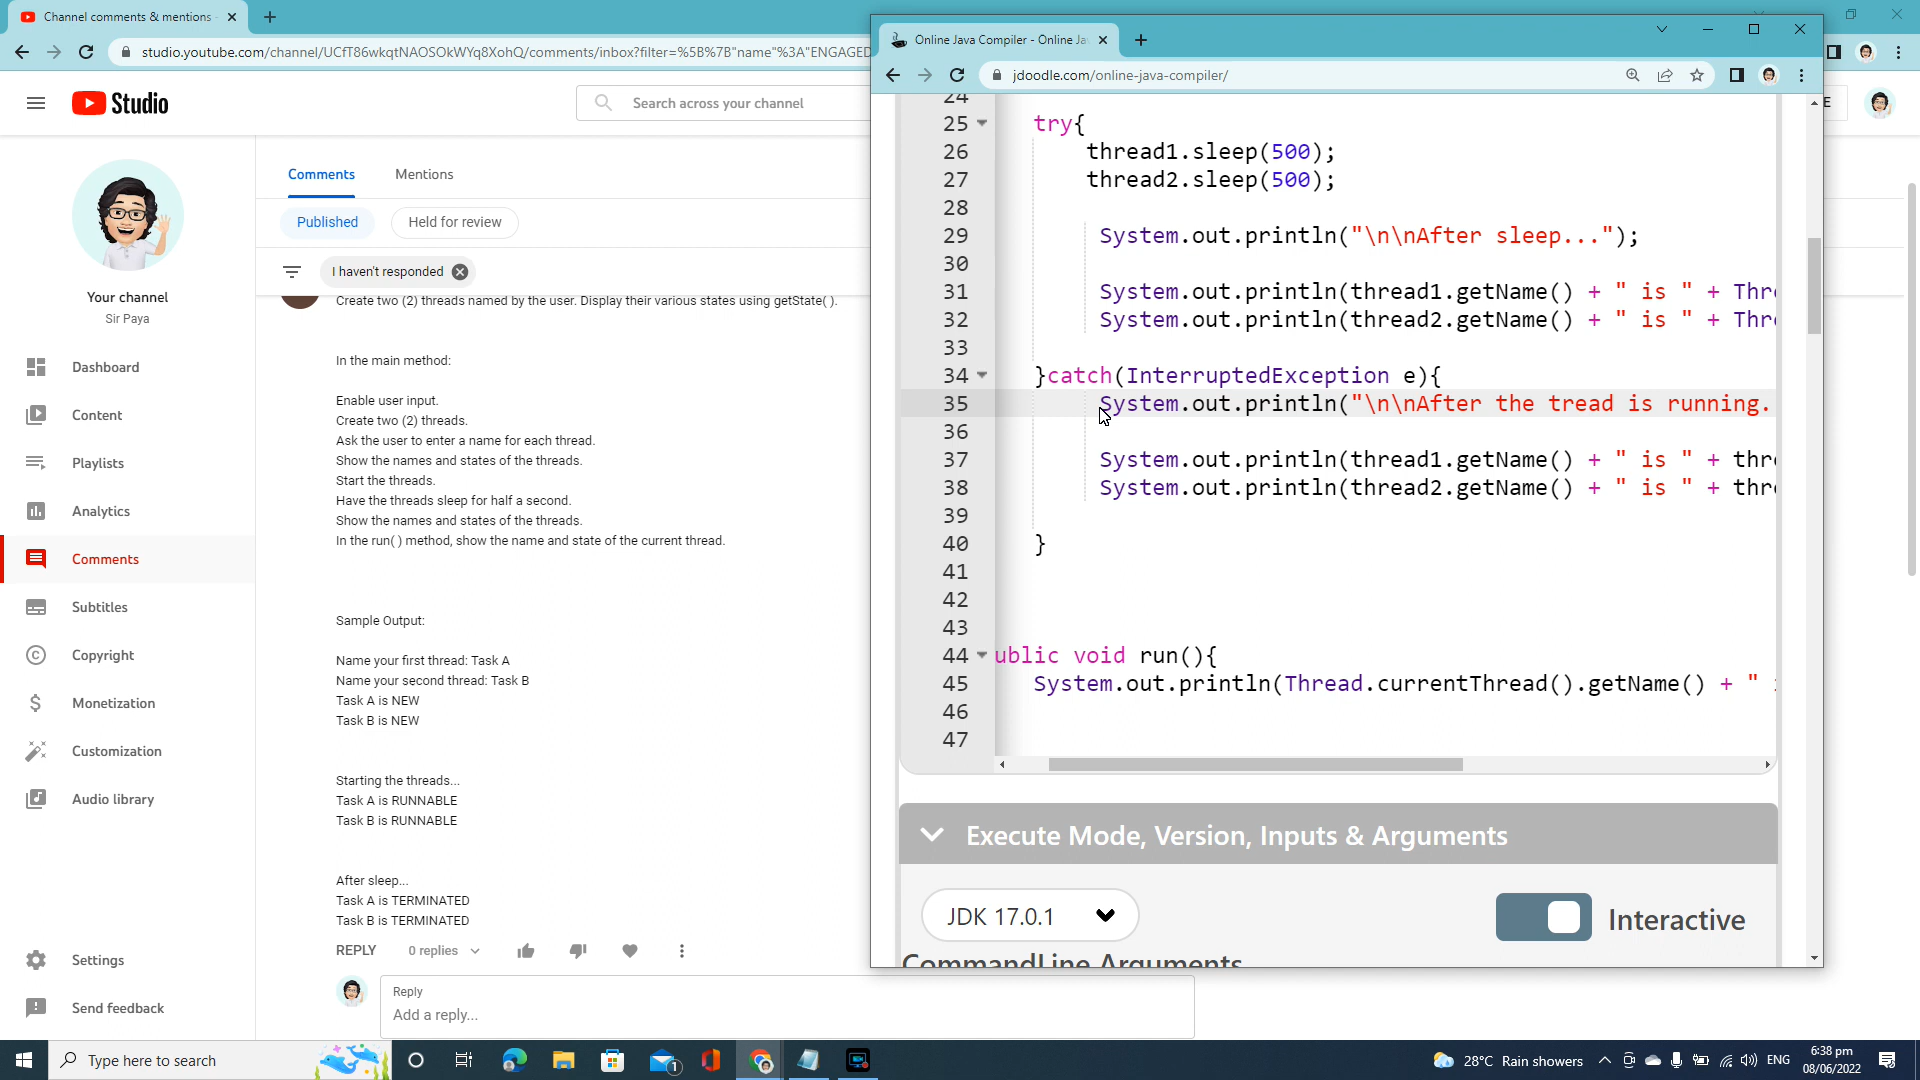 Channel comments & mentions -
studio.youtube.com/channel/UCfT86wkqtNAOSOkWYq8XohQ/comments/inbox?filter=%5B%7B"name"%3A"ENGAGED
Studio
Search across your channel
Your channel
Sir Paya
Dashboard
Content
Playlists
Analytics
Comments
Subtitles
Copyright
Monetization
Customization
Audio library
Settings
Send feedback
Comments
Mentions
Published
Held for review
I haven't responded
Create two (2) threads named by the user. Display their various states using getState( ).
In the main method:
Enable user input.
Create two (2) threads.
Ask the user to enter a name for each thread.
Show the names and states of the threads.
Start the threads.
Have the threads sleep for half a second.
Show the names and states of the threads.
In the run( ) method, show the name and state of the current thread.
Sample Output:
Name your first thread: Task A
Name your second thread: Task B
Task A is NEW
Task B is NEW
Starting the threads...
Task A is RUNNABLE
Task B is RUNNABLE
After sleep...
Task A is TERMINATED
Task B is TERMINATED
REPLY
0 replies
Reply
Add a reply...
Online Java Compiler - Online Ja
jdoodle.com/online-java-compiler/
E
24
25 try{
26 thread1.sleep(500);
27 thread2.sleep(500);
28
29 System.out.println("\n\nAfter sleep...");
30
31 System.out.println(thread1.getName() + " is " + Thr
32 System.out.println(thread2.getName() + " is " + Thr
33
34 }catch(InterruptedException e){
35 System.out.println("\n\nAfter the tread is running.
36
37 System.out.println(thread1.getName() + " is " + thr
38 System.out.println(thread2.getName() + " is " + thr
39
40 }
41
42
43
44 ublic void run(){
45 System.out.println(Thread.currentThread().getName() + "
46
47
Execute Mode, Version, Inputs & Arguments
JDK 17.0.1
Interactive
CommandLine Arguments
Type here to search
1
28°C Rain showers
ENG
6:38 pm
08/06/2022